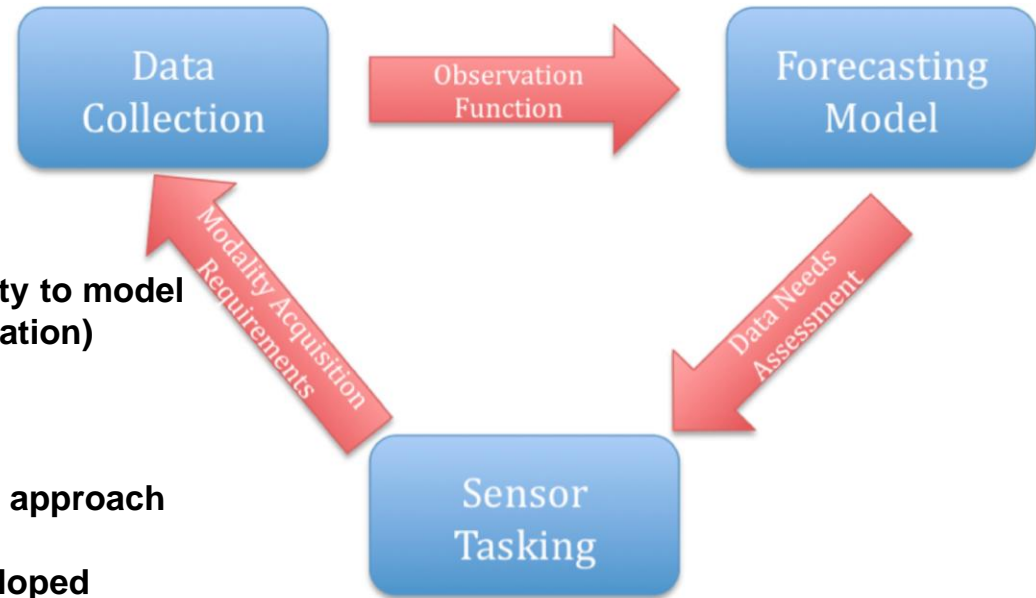 Data
Collection
Observation
Function
Forecasting
Model
Modality Acquisition
Requirements
Data Needs
Assessment
Sensor
Tasking
ty to model
ation)
approach
loped